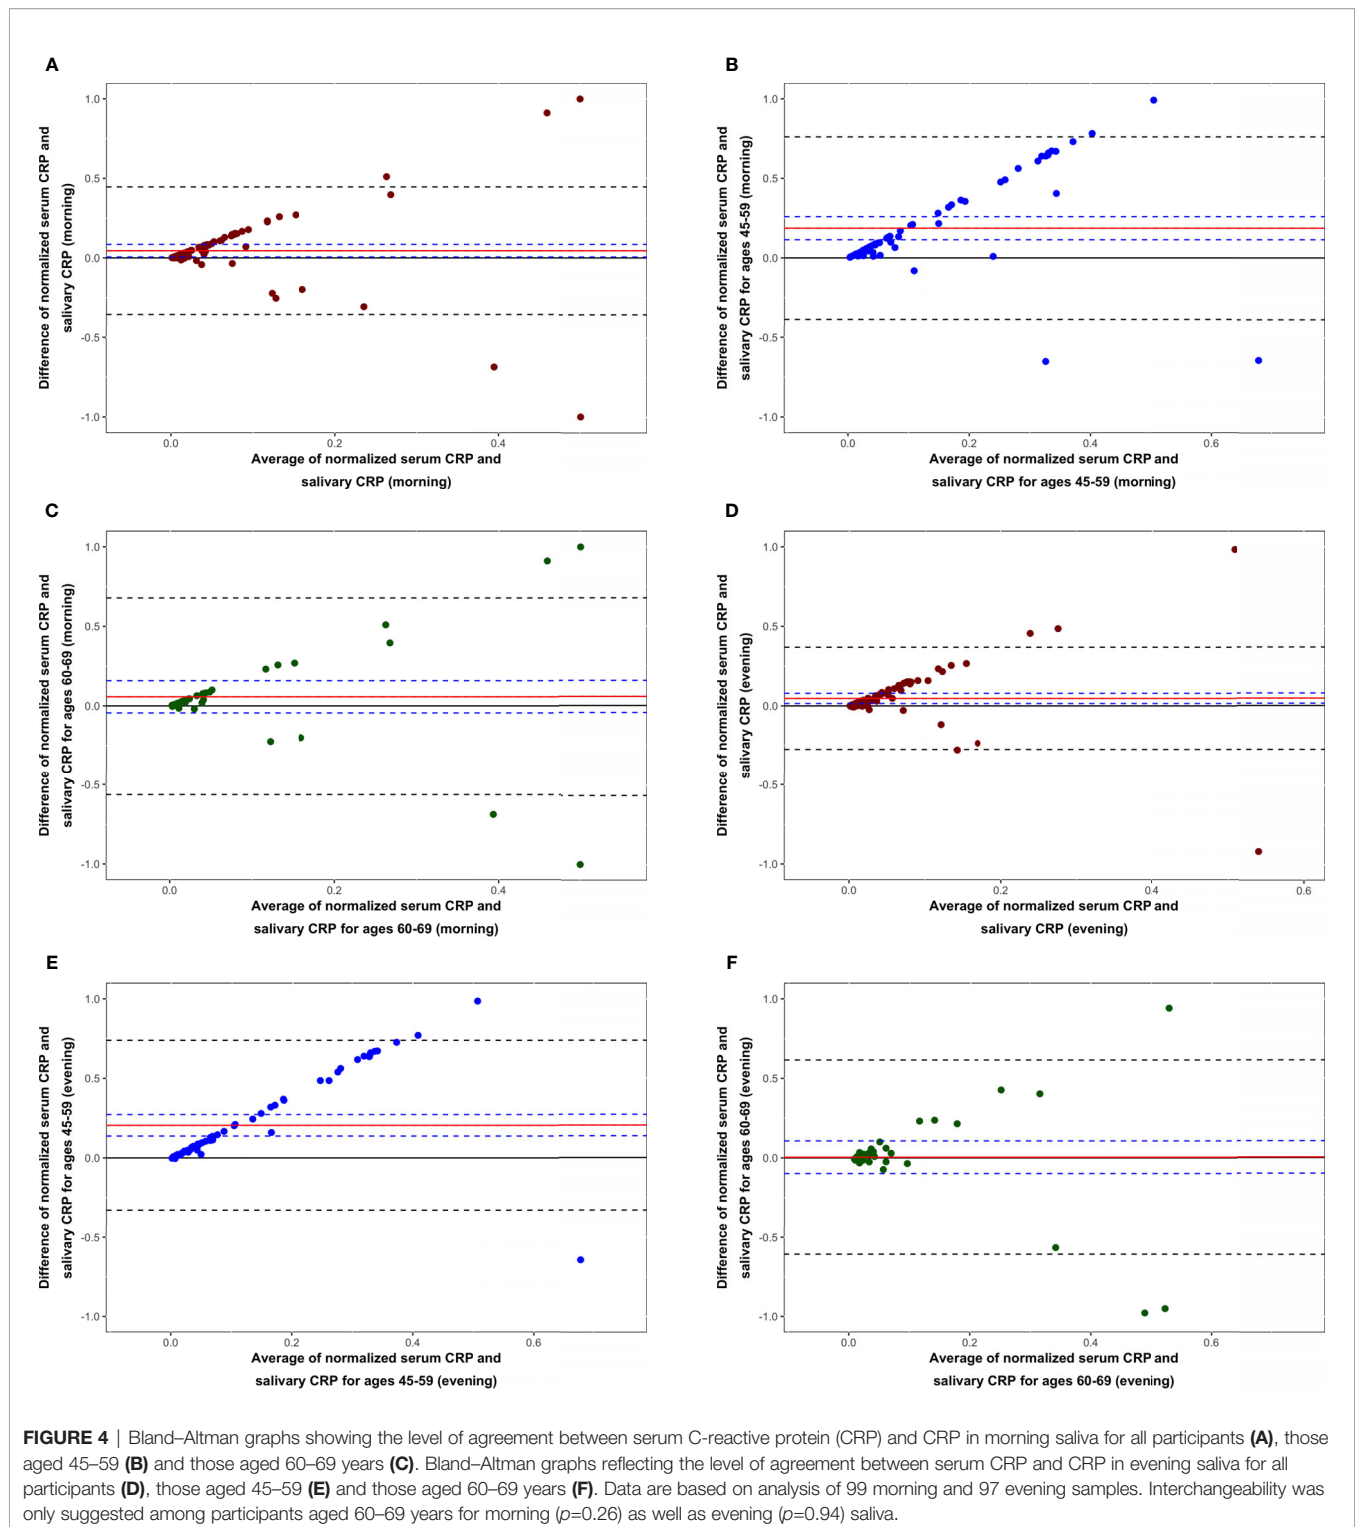 A
Difference of normalized serum CRP and
salivary CRP (morning)
1.0
0.5
0.0
-0.5
-1.0
0.0 0.2 0.4
Average of normalized serum CRP and
salivary CRP (morning)
B
Difference of normalized serum CRP and
salivary CRP for ages 45-59 (morning)
1.0
0.5
0.0
-0.5
-1.0
0.0 0.2 0.4 0.6
Average of normalized serum CRP and
salivary CRP for ages 45-59 (morning)
C
Difference of normalized serum CRP and
salivary CRP for ages 60-69 (morning)
1.0
0.5
0.0
-0.5
-1.0
0.0 0.2 0.4
Average of normalized serum CRP and
salivary CRP for ages 60-69 (morning)
D
Difference of normalized serum CRP and
salivary CRP (evening)
1.0
0.5
0.0
-0.5
-1.0
0.0 0.2 0.4 0.6
Average of normalized serum CRP and
salivary CRP (evening)
E
Difference of normalized serum CRP and
salivary CRP for ages 45-59 (evening)
1.0
0.5
0.0
-0.5
-1.0
0.0 0.2 0.4 0.6
Average of normalized serum CRP and
salivary CRP for ages 45-59 (evening)
F
Difference of normalized serum CRP and
salivary CRP for ages 60-69 (evening)
1.0
0.5
0.0
-0.5
-1.0
0.0 0.2 0.4 0.6
Average of normalized serum CRP and
salivary CRP for ages 60-69 (evening)
FIGURE 4 | Bland–Altman graphs showing the level of agreement between serum C-reactive protein (CRP) and CRP in morning saliva for all participants (A), those
aged 45–59 (B) and those aged 60–69 years (C). Bland–Altman graphs reflecting the level of agreement between serum CRP and CRP in evening saliva for all
participants (D), those aged 45–59 (E) and those aged 60–69 years (F). Data are based on analysis of 99 morning and 97 evening samples. Interchangeability was
only suggested among participants aged 60–69 years for morning (p=0.26) as well as evening (p=0.94) saliva.